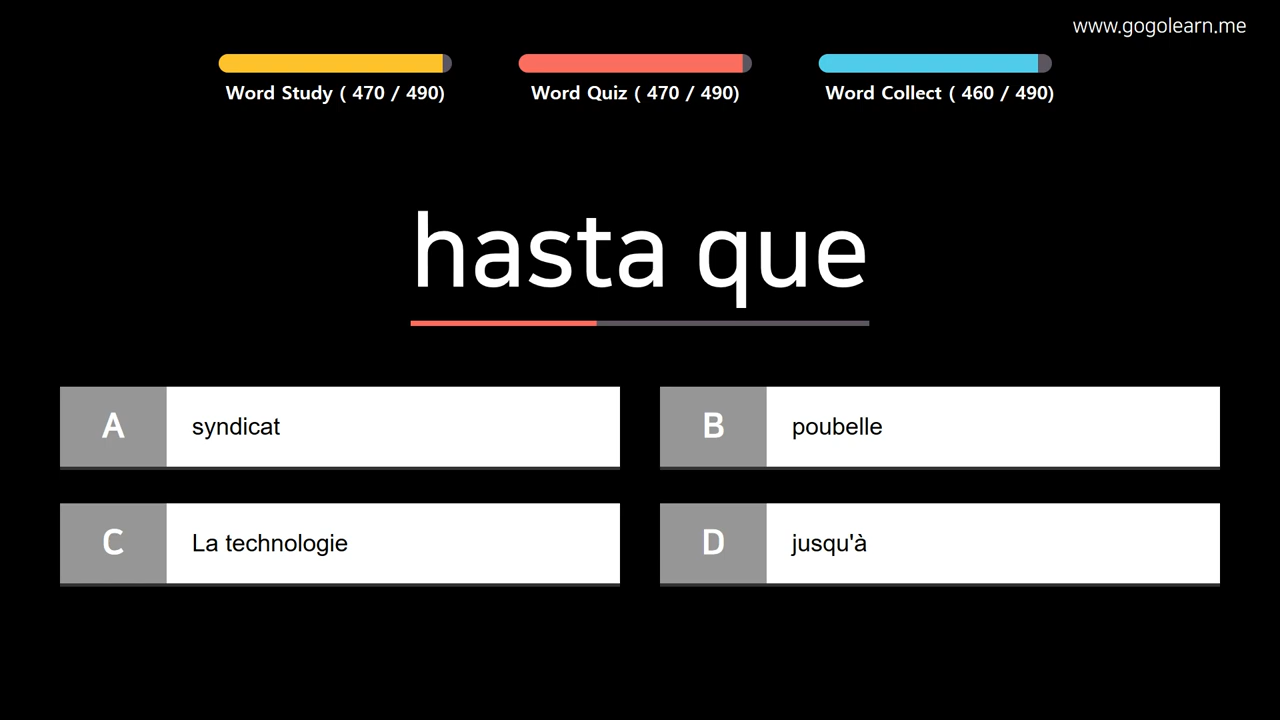 www.gogolearn.me
Word Study ( 470 / 490)
Word Quiz ( 470 / 490)
Word Collect ( 460 / 490)
hasta que
A
syndicat
B
poubelle
C
La technologie
D
jusqu'à